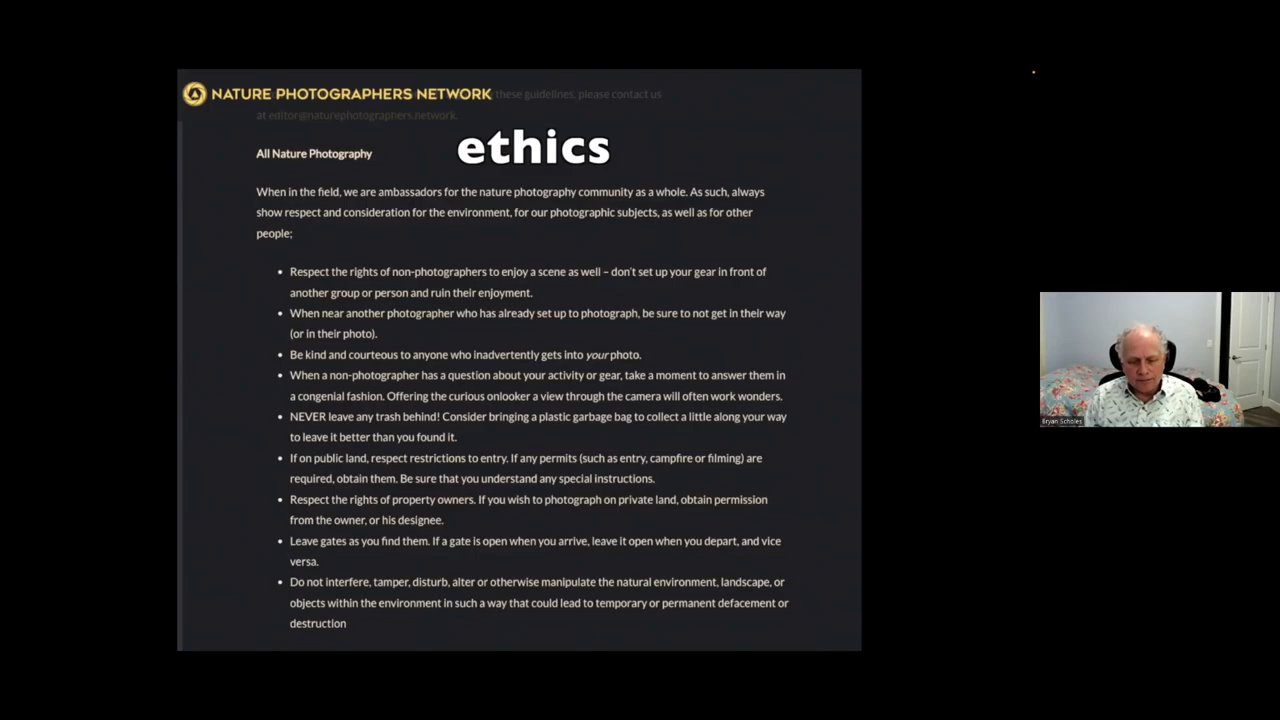 NATURE PHOTOGRAPHERS NETWORK these guidelines, please contact us
at editor@naturephotographers.network.
ethics
All Nature Photography
When in the field, we are ambassadors for the nature photography community as a whole. As such, always
show respect and consideration for the environment, for our photographic subjects, as well as for other
people;
• Respect the rights of non-photographers to enjoy a scene as well – don't set up your gear in front of
another group or person and ruin their enjoyment.
• When near another photographer who has already set up to photograph, be sure to not get in their way
(or in their photo).
• Be kind and courteous to anyone who inadvertently gets into your photo.
• When a non-photographer has a question about your activity or gear, take a moment to answer them in
a congenial fashion. Offering the curious onlooker a view through the camera will often work wonders.
• NEVER leave any trash behind! Consider bringing a plastic garbage bag to collect a little along your way
to leave it better than you found it.
• If on public land, respect restrictions to entry. If any permits (such as entry, campfire or filming) are
required, obtain them. Be sure that you understand any special instructions.
• Respect the rights of property owners. If you wish to photograph on private land, obtain permission
from the owner, or his designee.
• Leave gates as you find them. If a gate is open when you arrive, leave it open when you depart, and vice
versa.
• Do not interfere, tamper, disturb, alter or otherwise manipulate the natural environment, landscape, or
objects within the environment in such a way that could lead to temporary or permanent defacement or
destruction
Bryan Scholes